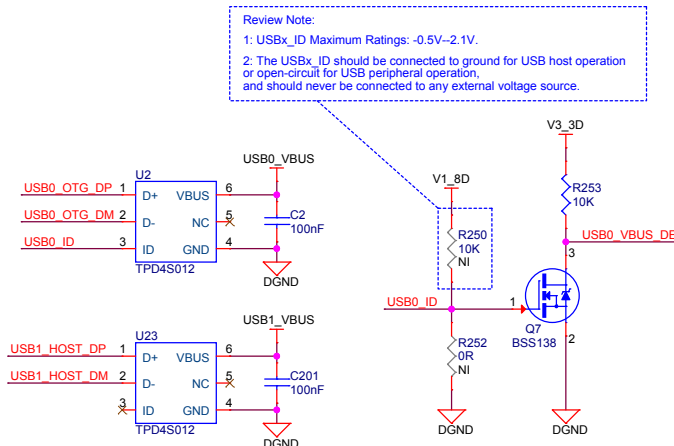 Review Note:
1: USBx_ID Maximum Ratings: -0.5V--2.1V.
2: The USBx_ID should be connected to ground for USB host operation
or open-circuit for USB peripheral operation,
and should never be connected to any external voltage source.
U2
USB0_VBUS
USB0_OTG_DP 1 D+ VBUS 6
USB0_OTG_DM 2 D- NC 5
USB0_ID 3 ID GND 4
TPD4S012
C2
100nF
DGND
U23
USB1_VBUS
USB1_HOST_DP 1 D+ VBUS 6
USB1_HOST_DM 2 D- NC 5
3 ID GND 4
TPD4S012
C201
100nF
DGND
V1_8D
R250
10K
NI
USB0_ID
R252
0R
NI
DGND
V3_3D
R253
10K
USB0_VBUS_DE
3
1
2
Q7
BSS138
DGND